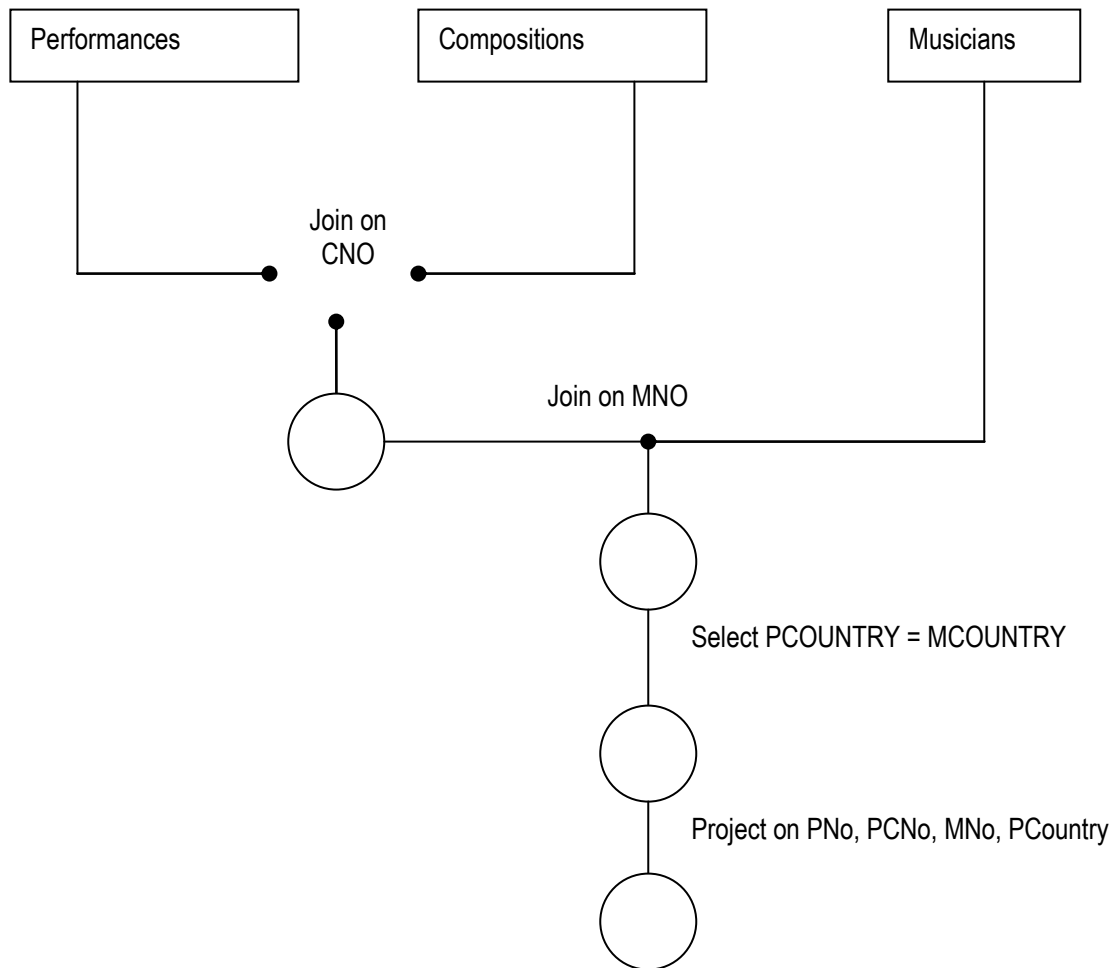 Performances
Compositions
Musicians
Join on
CNO
Join on MNO
Select PCOUNTRY = MCOUNTRY
Project on PNo, PCNo, MNo, PCountry